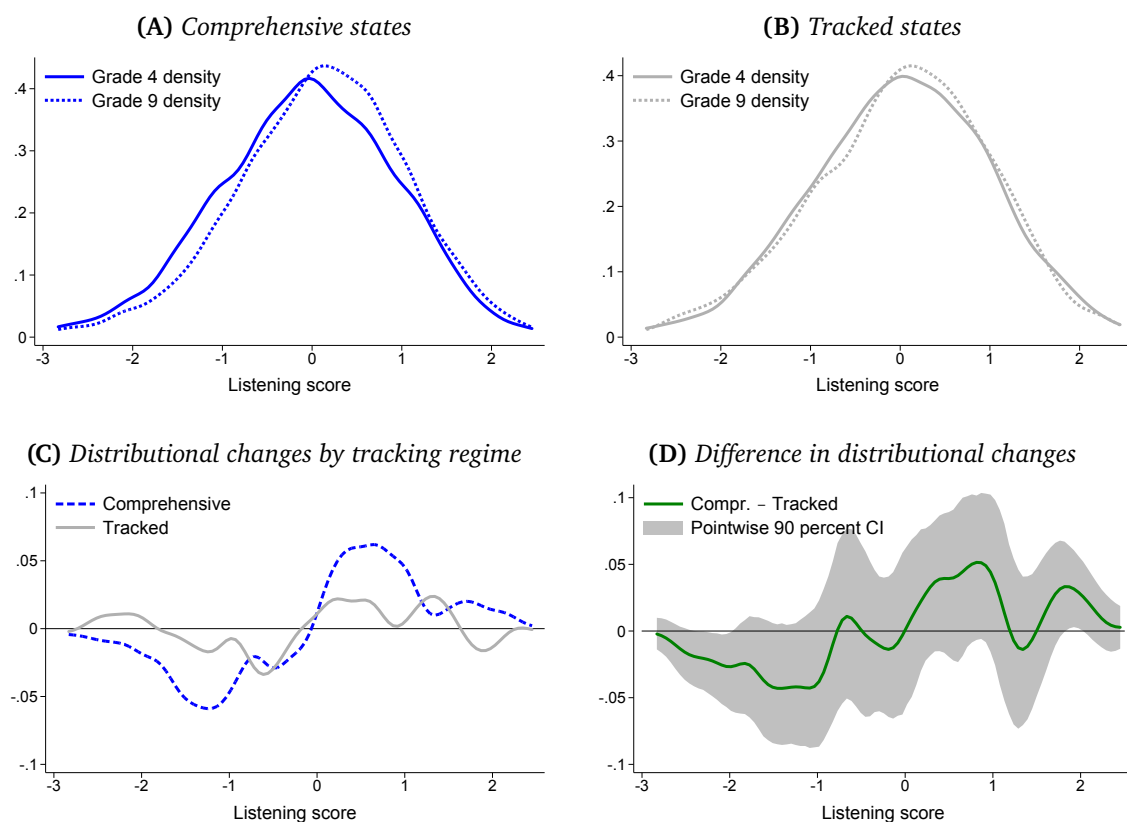 (A) Comprehensive states
Grade 4 density
Grade 9 density
.4
.3
.2
.1
0
-3 -2 -1 0 1 2
Listening score
(B) Tracked states
Grade 4 density
Grade 9 density
.4
.3
.2
.1
0
-3 -2 -1 0 1 2
Listening score
(C) Distributional changes by tracking regime
Comprehensive
Tracked
.1
0.05
0
-.05
-.1
-3 -2 -1 0 1 2
Listening score
(D) Difference in distributional changes
Compr. – Tracked
Pointwise 90 percent CI
.1
0.05
0
-.05
-.1
-3 -2 -1 0 1 2
Listening score